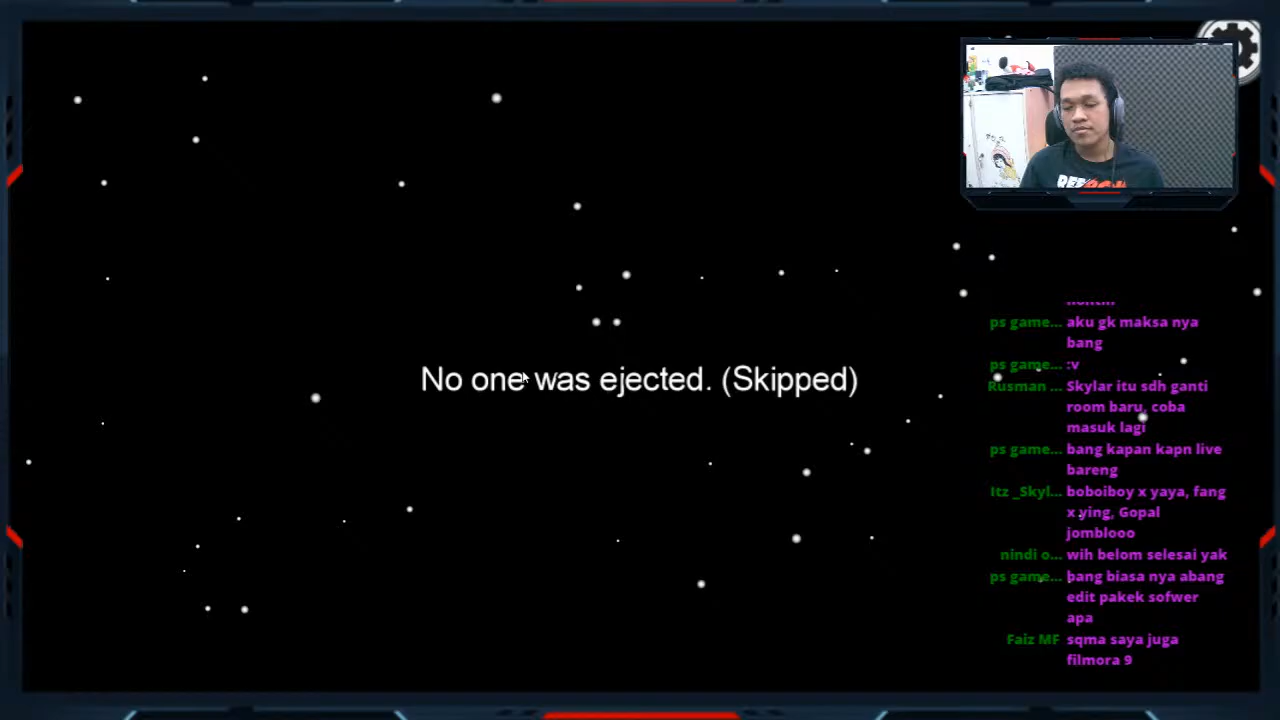 No one was ejected. (Skipped)
ps game... aku gk maksa nya
bang
ps game... :v
Rusman ... Skylar itu sdh ganti
room baru, coba
masuk lagi
ps game... bang kapan kapn live
bareng
Itz _Skyl... boboiboy x yaya, fang
x ying, Gopal
jomblooo
nindi o... wih belom selesai yak
ps game... bang biasa nya abang
edit pakek sofwer
apa
Faiz MF sqma saya juga
filmora 9